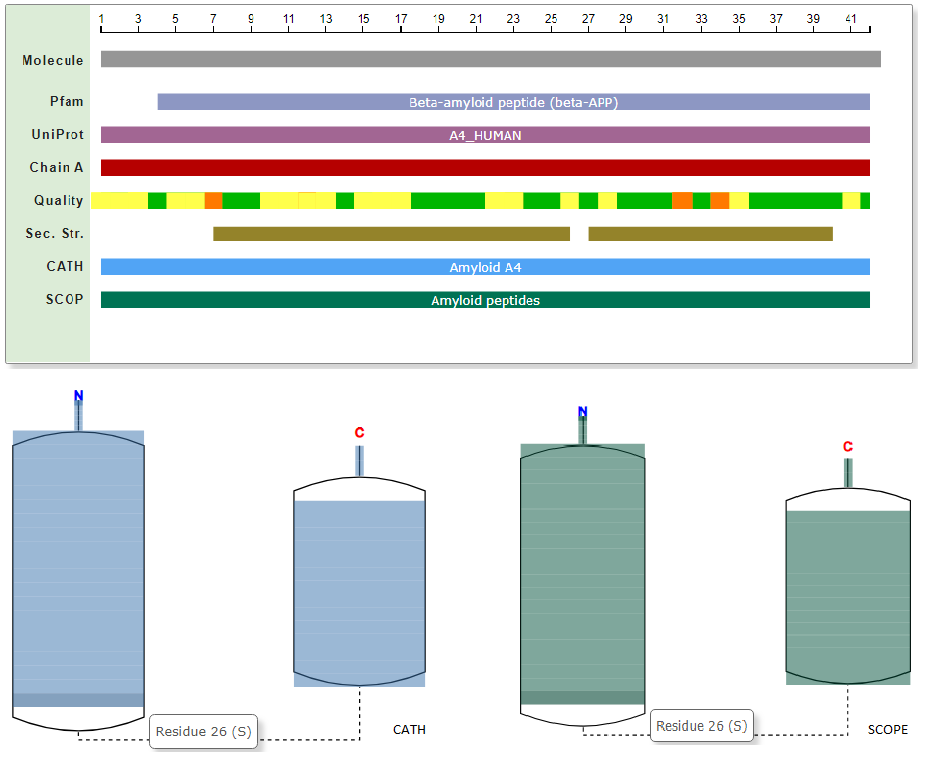 1 3 5 7 9 11 13 15 17 19 21 23 25 27 29 31 33 35 37 39 41
Molecule
Pfam Beta-amyloid peptide (beta-APP)
UniProt A4_HUMAN
Chain A
Quality
Sec. Str.
CATH Amyloid A4
SCOP Amyloid peptides
N C N C
Residue 26 (S) CATH Residue 26 (S) SCOPE